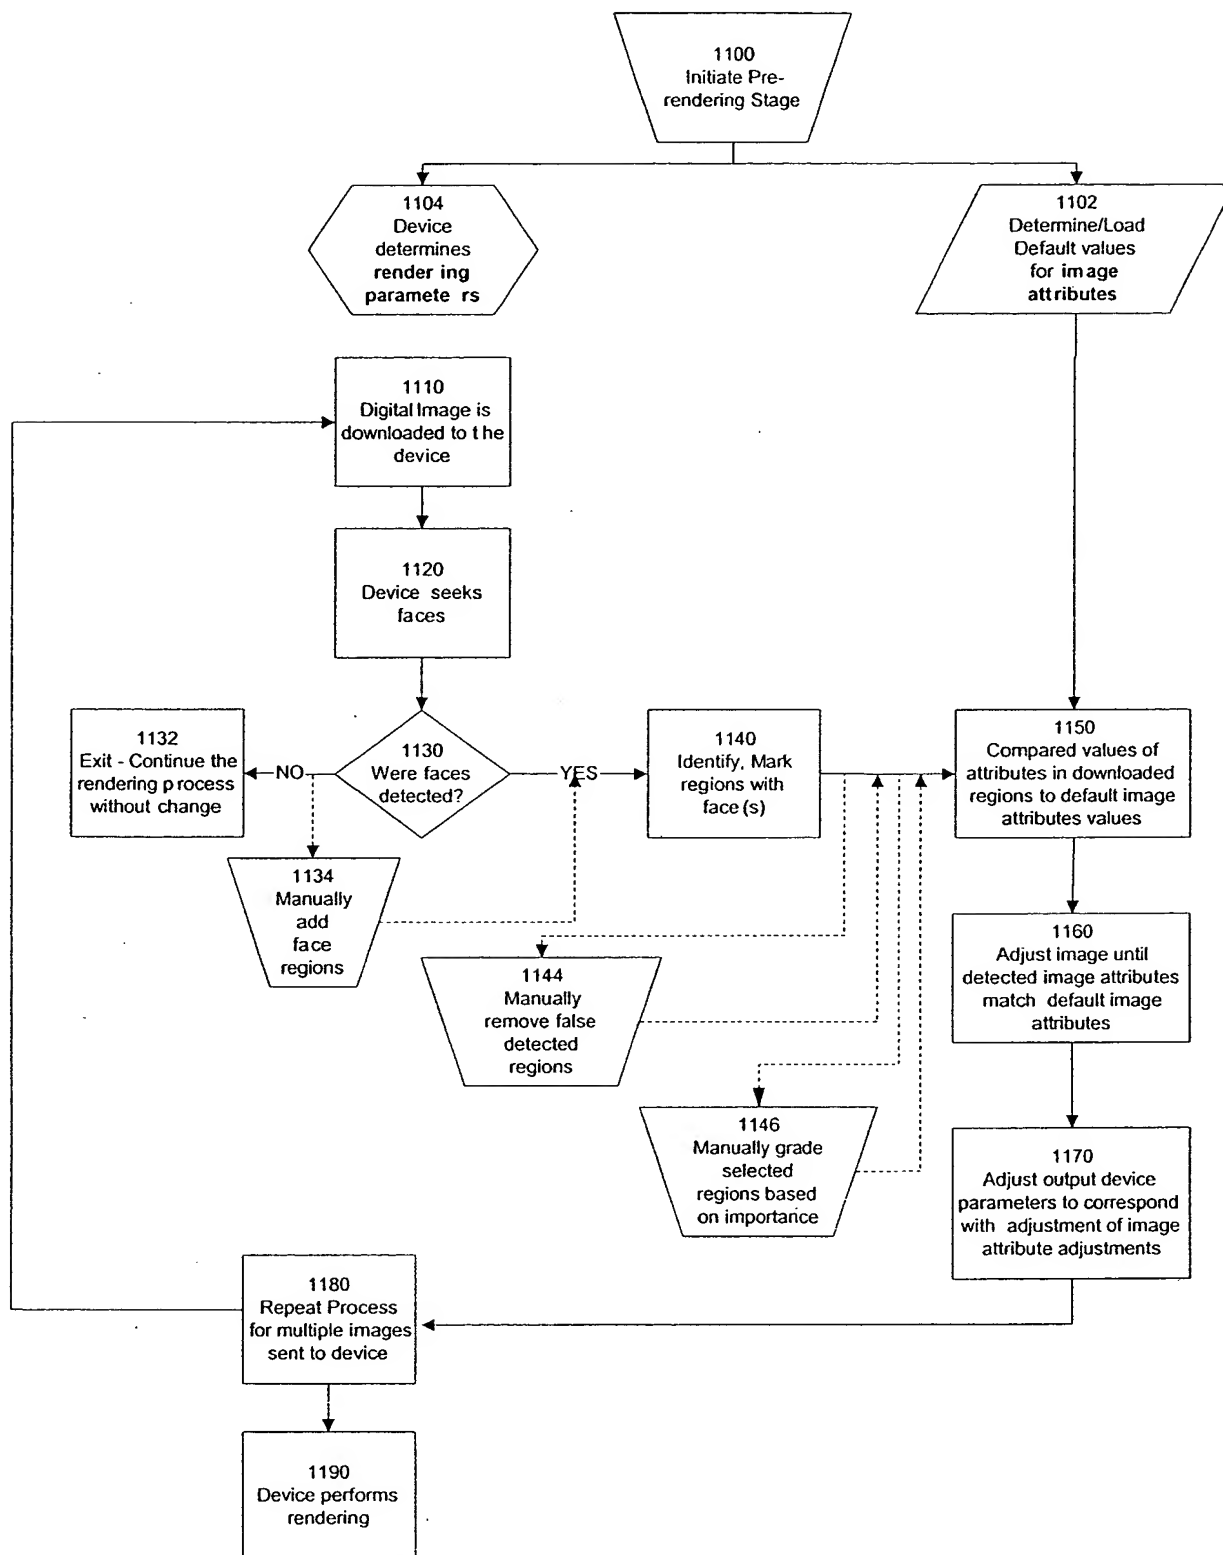 1100
Initiate Pre-
rendering Stage
1104
Device
determines
render ing
paramete rs
1102
Determine/Load
Default values
for image
attributes
1110
Digital Image is
downloaded to t he
device
1120
Device seeks
faces
1130
Were faces
detected?
NO
YES
1132
Exit - Continue the
rendering p rocess
without change
1134
Manually
add
face
regions
1140
Identify, Mark
regions with
face (s)
1144
Manually
remove false
detected
regions
1146
Manually grade
selected
regions based
on importance
1150
Compared values of
attributes in downloaded
regions to default image
attributes values
1160
Adjust image until
detected image attributes
match default image
attributes
1170
Adjust output device
parameters to correspond
with adjustment of image
attribute adjustments
1180
Repeat Process
for multiple images
sent to device
1190
Device performs
rendering